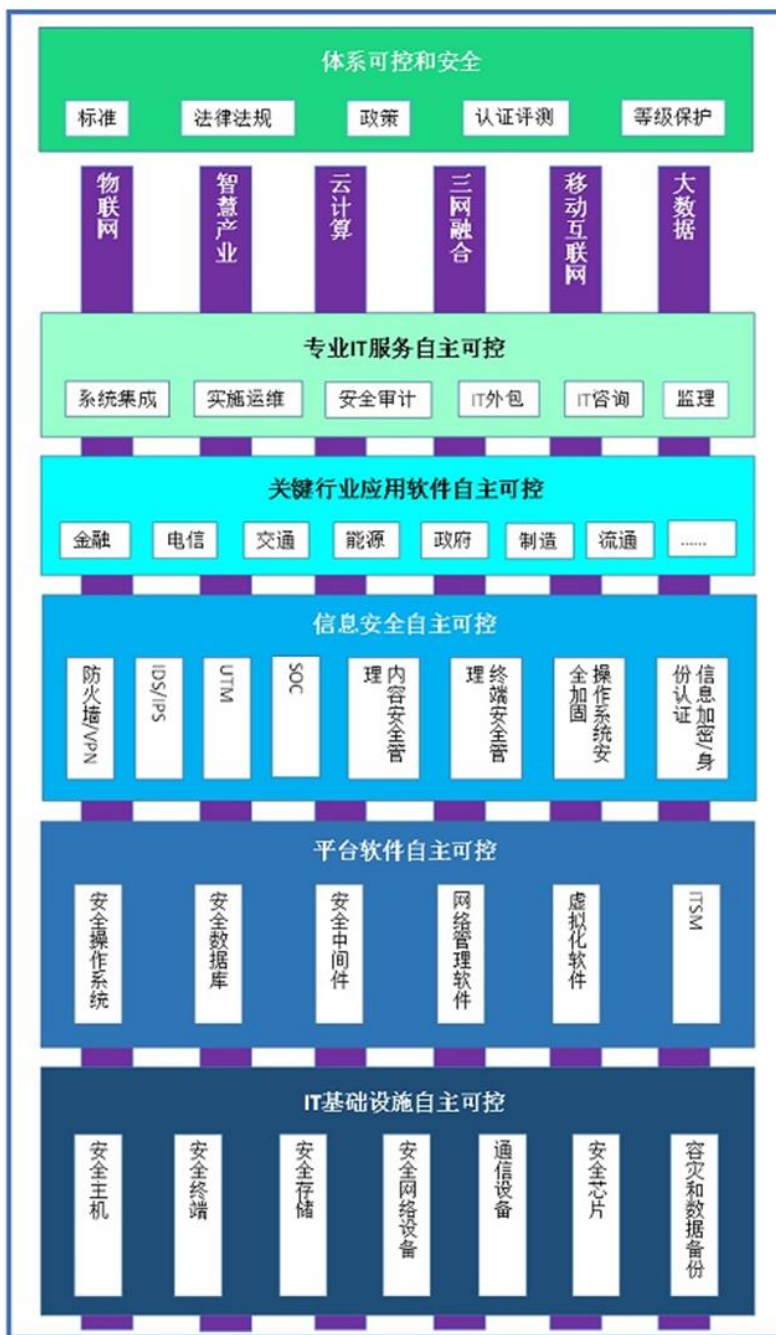 体系可控和安全
标准
法律法规
政策
认证评测
等级保护
物联网
智慧产业
云计算
三网融合
移动互联网
大数据
专业IT服务自主可控
系统集成
实施运维
安全审计
IT外包
IT咨询
监理
关键行业应用软件自主可控
金融
电信
交通
能源
政府
制造
流通
......
信息安全自主可控
防火墙/VPN
IDS/IPS
UTM
SOC
内容安全管
理
终端安全管
理
操作系统安
全加固
信息加密/身
份认证
平台软件自主可控
安全操作系统
安全数据库
安全中间件
网络管理软件
虚拟化软件
ITSM
IT基础设施自主可控
安全主机
安全终端
安全存储
安全网络设备
通信设备
安全芯片
容灾和数据备份